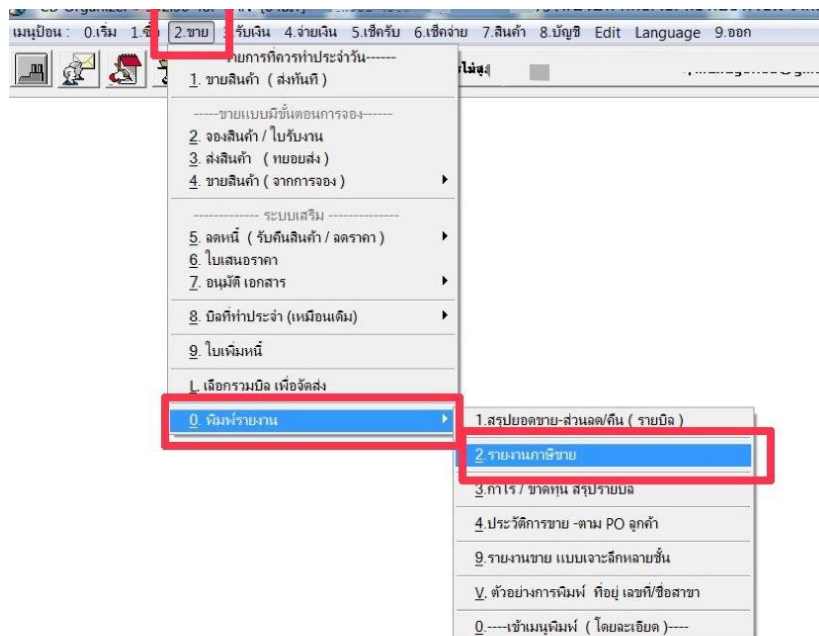 CD Organizer
เมนูป้อน : 0.เริ่ม 2.ขาย รับเงิน 4.จ่ายเงิน 5.เช็ครับ 6.เช็คจ่าย 7.สินค้า 8.บัญชี Edit Language 9.ออก
รายการที่ควรทำประจำวัน------
1. ขายสินค้า ( ส่งทันที )
-----ขายแบบมีขั้นตอนการจอง------
2. จองสินค้า / ใบรับงาน
3. ส่งสินค้า ( ทยอยส่ง )
4. ขายสินค้า ( จากการจอง )
------------- ระบบเสริม --------------
5. ลดหนี้ ( รับคืนสินค้า / ลดราคา )
6. ใบเสนอราคา
7. อนุมัติ เอกสาร
8. บิลที่ทำประจำ (เหมือนเดิม)
9. ใบเพิ่มหนี้
L. เลือกรวมบิล เพื่อจัดส่ง
0. พิมพ์รายงาน
1.สรุปยอดขาย-ส่วนลด/คืน ( รายบิล )
2.รายงานภาษีขาย
3.กำไร / ขาดทุน สรุปรายบิล
4.ประวัติการขาย -ตาม PO ลูกค้า
9.รายงานขาย แบบเจาะลึกหลายชั้น
V. ตัวอย่างการพิมพ์ ที่อยู่ เลขที่/ชื่อสาขา
0.----เข้าเมนูพิมพ์ ( โดยละเอียด )----